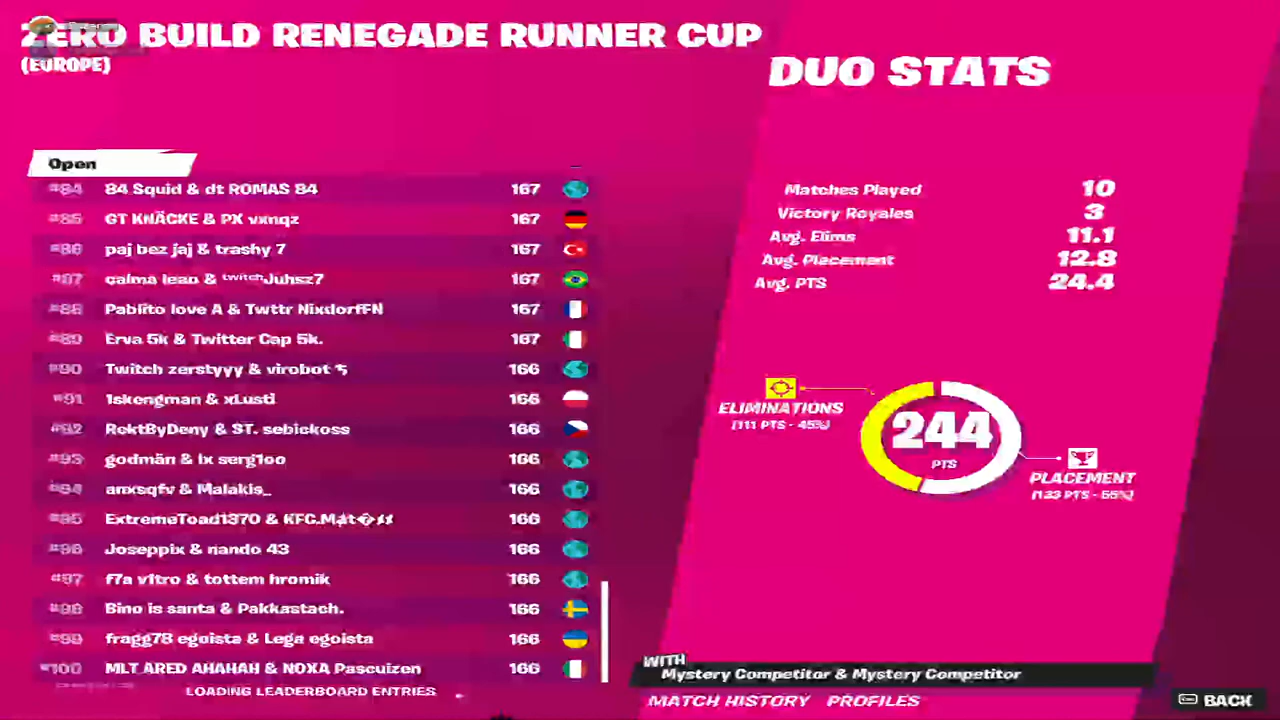 ZERO BUILD RENEGADE RUNNER CUP
(EUROPE)
Open
#84 84 Squid & dt ROMAS 84 167
#85 GT KNÄCKE & PX vxnqz 167
#86 paj bez jaj & trashy 7 167
#87 calma leao & twitch Juhsz7 167
#88 Pablito love A & Twttr NixdorfFN 167
#89 Erva 5k & Twitter Cap 5k. 167
#90 Twitch zerstyyy & virobot 166
#91 1skengman & xLusti 166
#92 RektByDeny & ST. sebickoss 166
#93 godmän & lx serg1oo 166
#94 anxsqfv & Malakis_ 166
#95 ExtremeToad1370 & 166
#96 Joseppix & nando 43 166
#97 f7a v1tro & tottem hromik 166
#98 Bino is santa & Pakkastach. 166
#99 fragg78 egoista & Lega egoista 166
#100 MLT ARED AHAHAH & NOXA Pascuizen 166
LOADING LEADERBOARD ENTRIES
DUO STATS
Matches Played 10
Victory Royales 3
Avg. Elims 11.1
Avg. Placement 12.8
Avg. PTS 24.4
ELIMINATIONS
(111 PTS - 45%)
244
PTS
PLACEMENT
(133 PTS - 55%)
WITH
Mystery Competitor & Mystery Competitor
MATCH HISTORY PROFILES
BACK